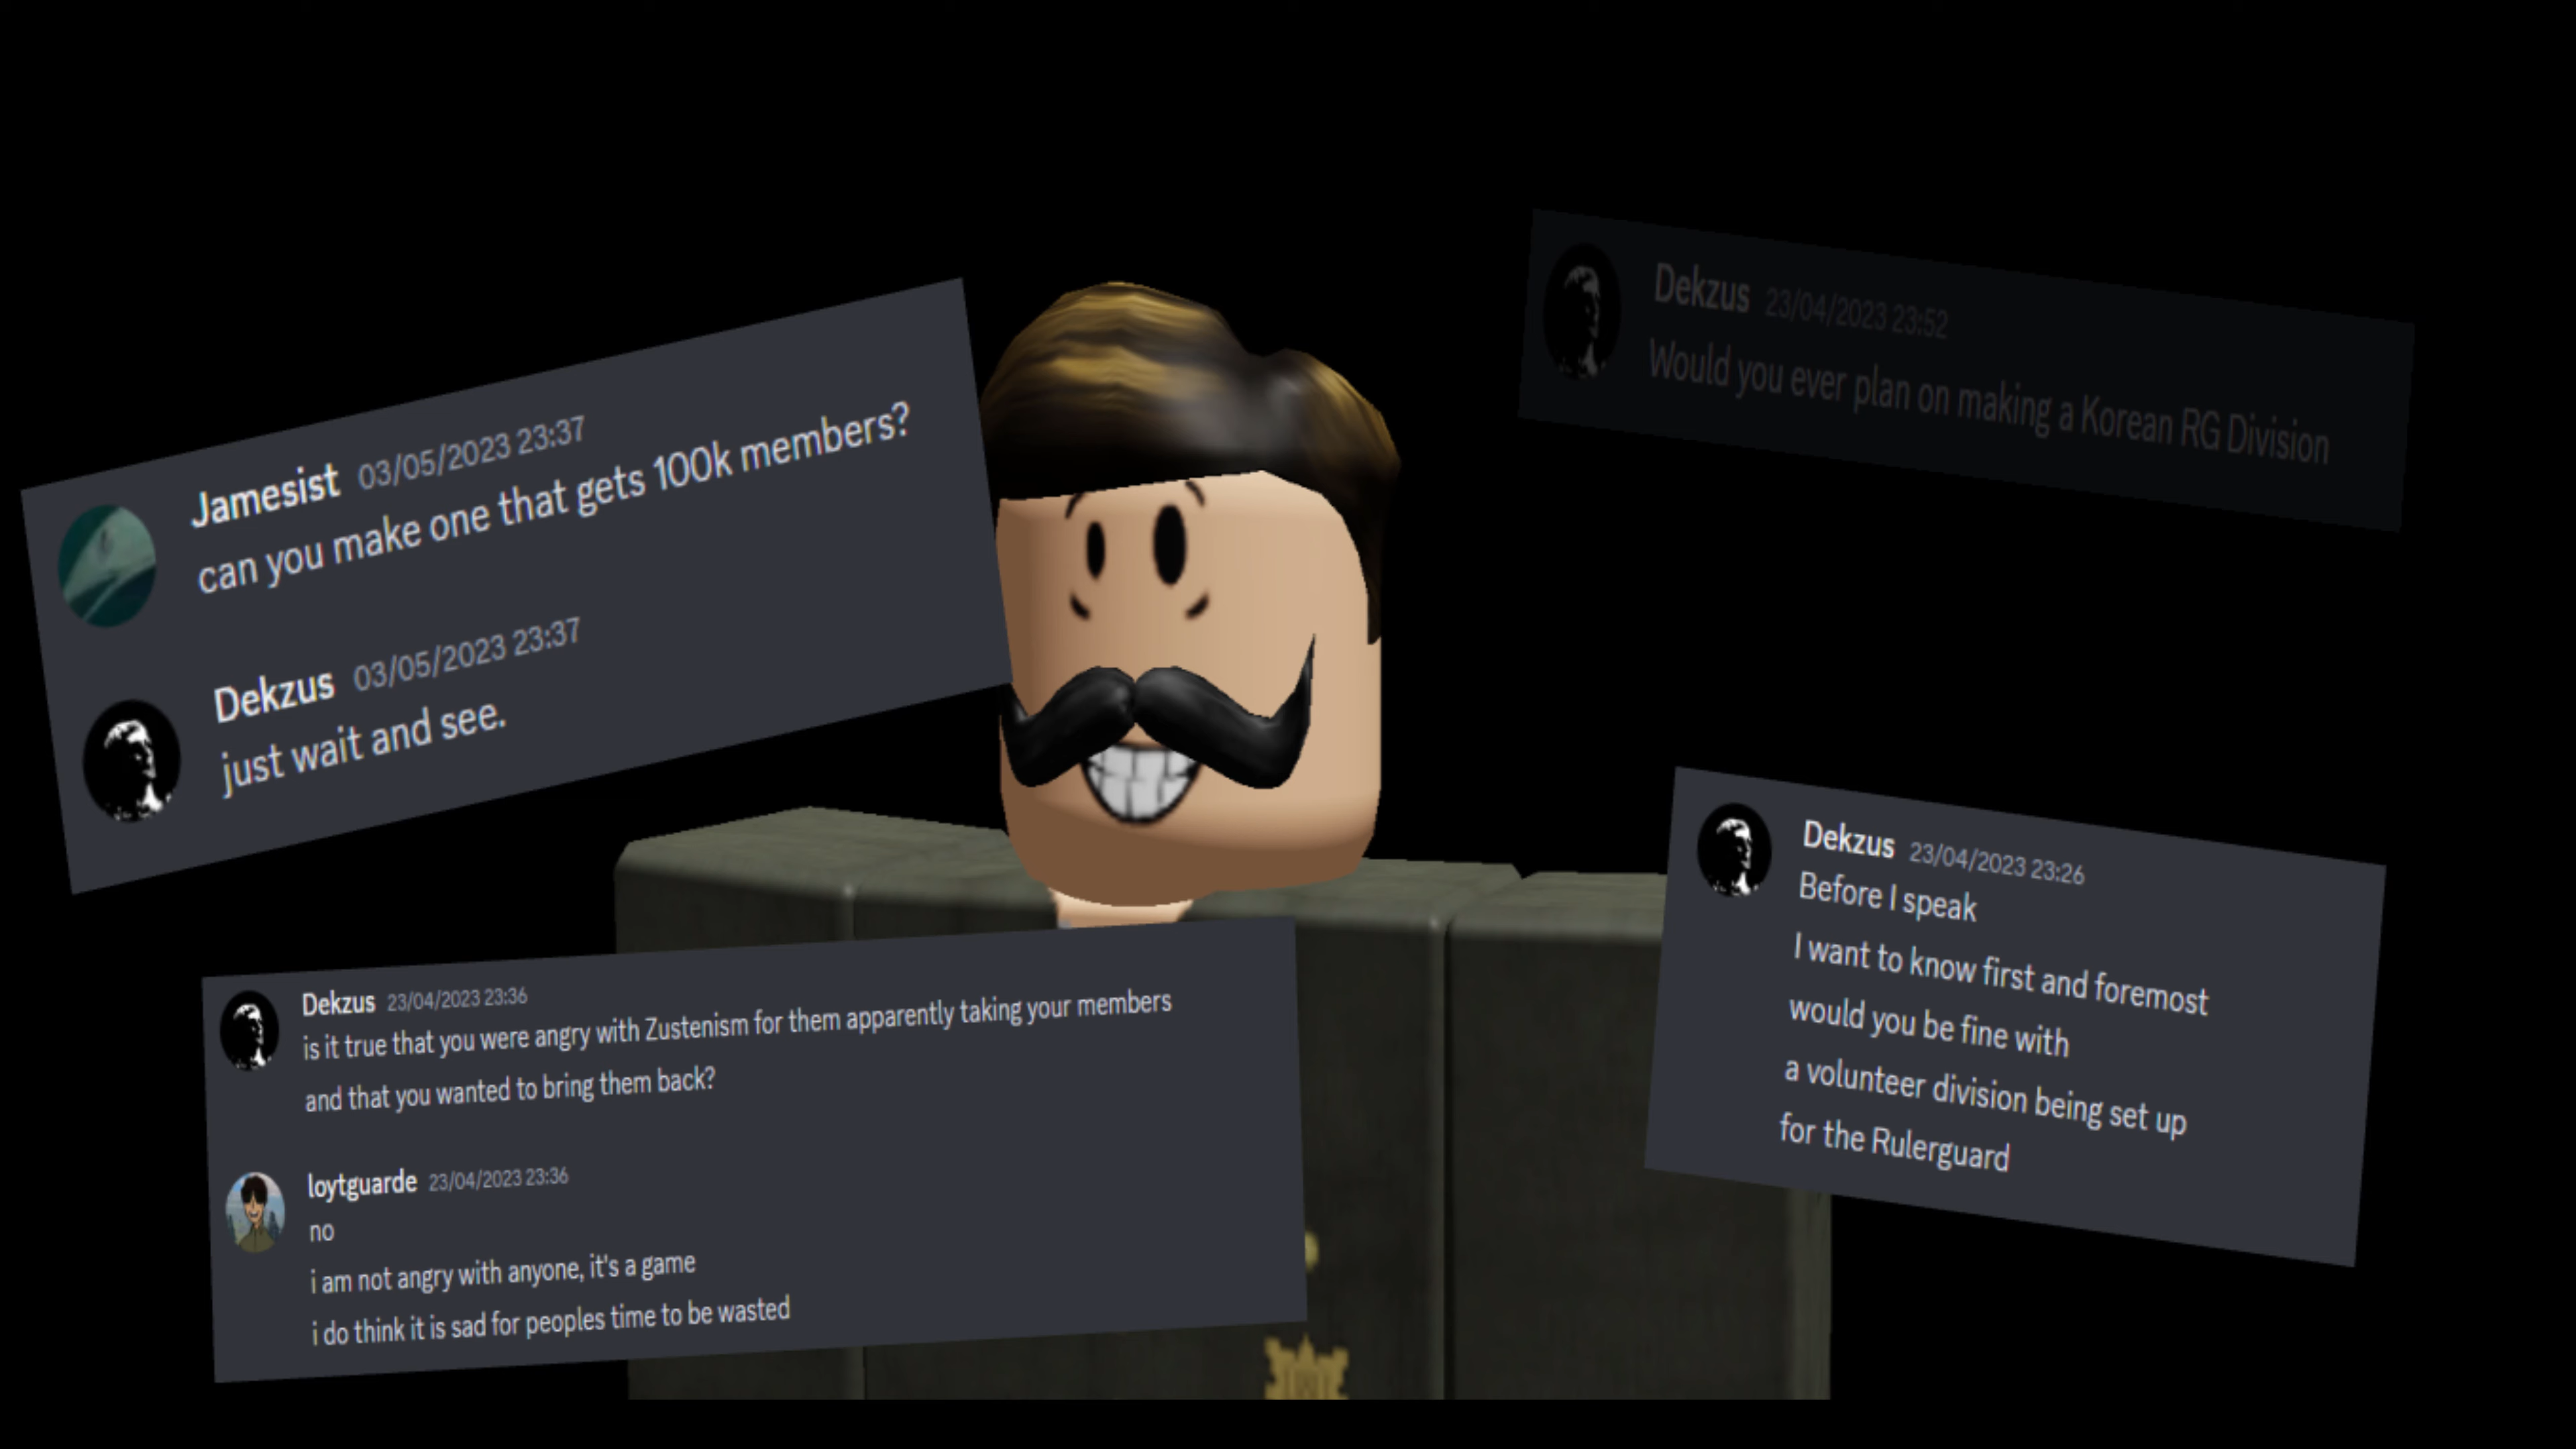 Jamesist 03/05/2023 23:37
can you make one that gets 100k members?
Dekzus 03/05/2023 23:37
just wait and see.
Dekzus 23/04/2023 23:52
Would you ever plan on making a Korean RG Division
Dekzus 23/04/2023 23:36
is it true that you were angry with Zustenism for them apparently taking your members
and that you wanted to bring them back?
loytguarde 23/04/2023 23:36
no
i am not angry with anyone, it's a game
i do think it is sad for peoples time to be wasted
Dekzus 23/04/2023 23:26
Before I speak
I want to know first and foremost
would you be fine with
a volunteer division being set up
for the Rulerguard